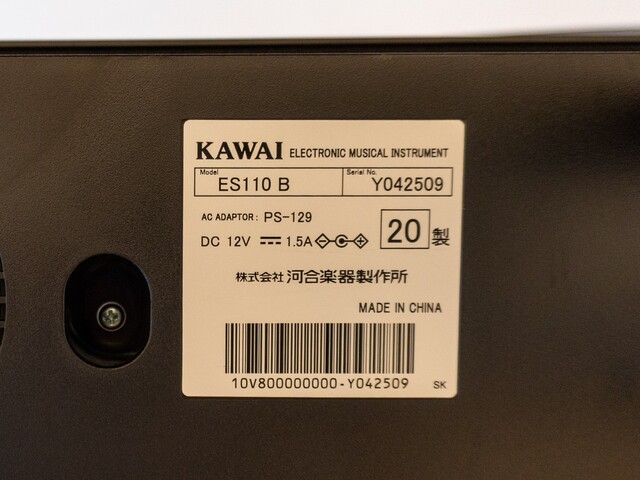 KAWAI ELECTRONIC MUSICAL INSTRUMENT
Model ES110 B Serial No. Y042509
AC ADAPTOR: PS-129
DC 12V 1.5A 20 製
株式会社 河合楽器製作所
MADE IN CHINA
10V800000000-Y042509 SK